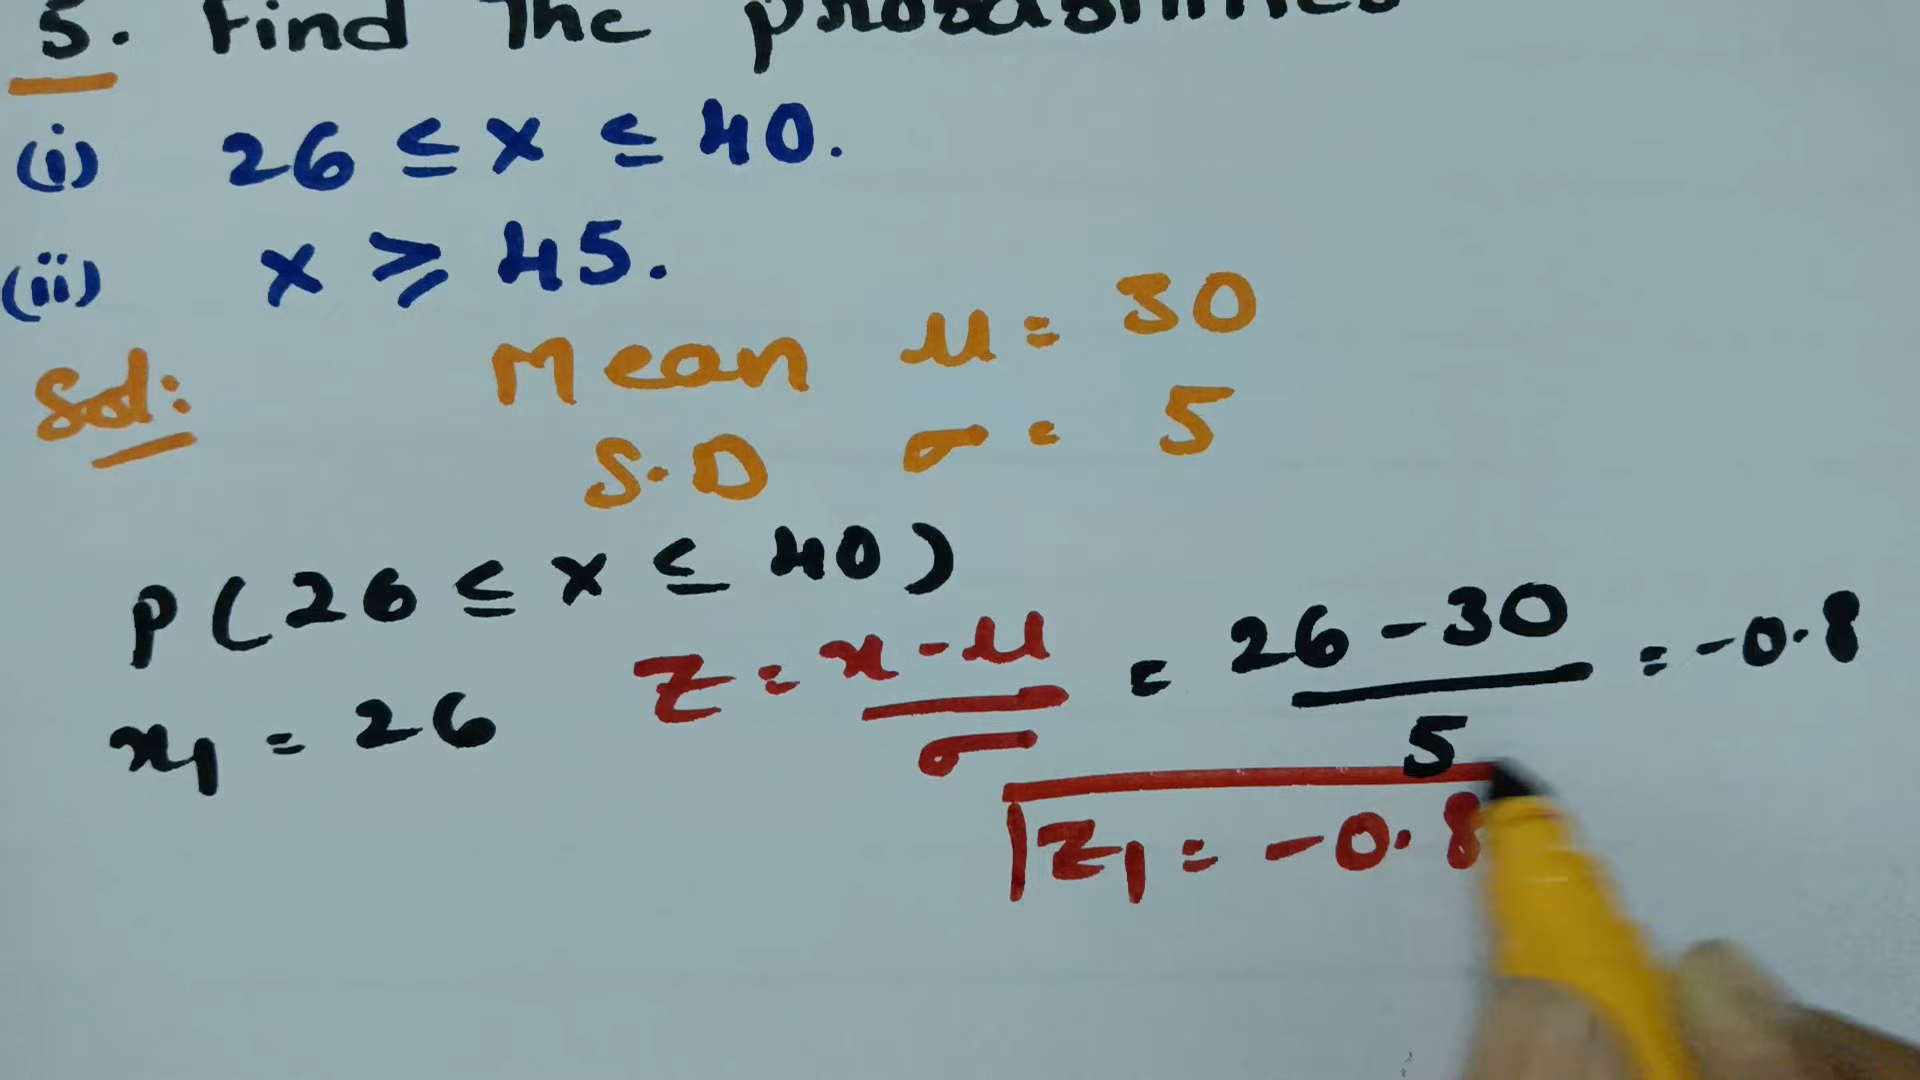 5. Find The probabilities
(i) 26 ≤ x ≤ 40.
(ii) x ≥ 45.
Sol: Mean μ = 30
S.D σ = 5
P(26 ≤ x ≤ 40)
x₁ = 26 z = x - μ / σ = 26 - 30 / 5 = -0.8
z₁ = -0.8